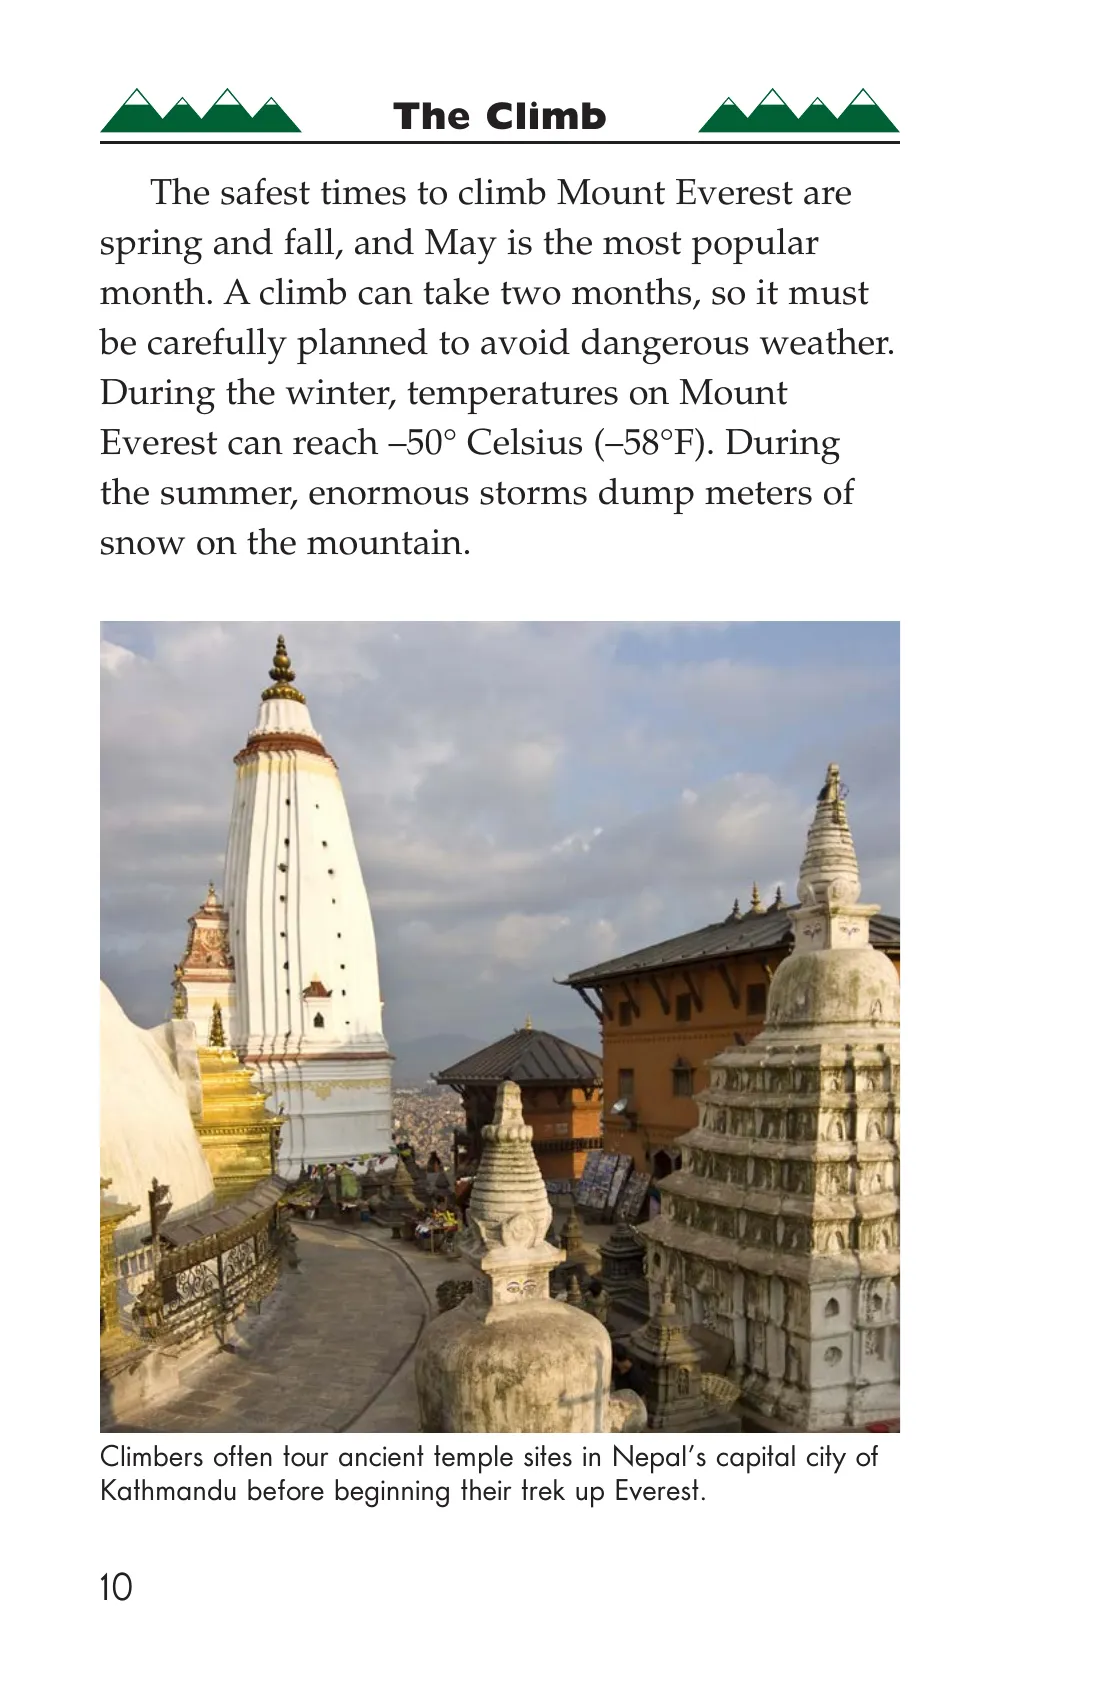 The Climb
The safest times to climb Mount Everest are
spring and fall, and May is the most popular
month. A climb can take two months, so it must
be carefully planned to avoid dangerous weather.
During the winter, temperatures on Mount
Everest can reach –50° Celsius (–58°F). During
the summer, enormous storms dump meters of
snow on the mountain.
Climbers often tour ancient temple sites in Nepal’s capital city of
Kathmandu before beginning their trek up Everest.
10